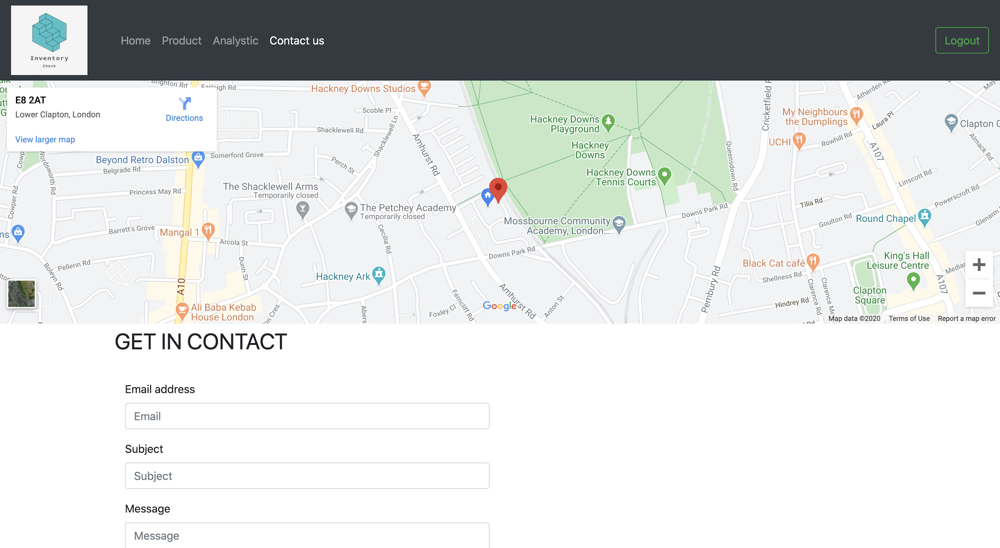 Inventory
Check
Home
Product
Analystic
Contact us
Logout
E8 2AT
Lower Clapton, London
Directions
View larger map
Brighton Rd
Farleigh Rd
Hackney Downs Studios
Scoble Pl
Shacklewell Rd
Shacklewell Ln
Amhurst Rd
Somerford Grove
Beyond Retro Dalston
Belgrade Rd
Wordsworth Rd
Perch St
Princess May Rd
Cowper Rd
The Shacklewell Arms
Temporarily closed
The Petchey Academy
Temporarily closed
Barrett's Grove
Mangal 1
Arcola St
Cecilia Rd
Dunn St
Pellerin Rd
Boleyn Rd
A10
Hackney Ark
Ali Baba Kebab
House London
Ferncliff Rd
Foxley Cl
Amhurst Rd
Anton St
Google
Downs Park Rd
Hackney Downs
Playground
Hackney
Downs
Hackney Downs
Tennis Courts
Mossbourne Community
Academy, London...
Downs Park Rd
Queensdown Rd
Cricketfield
Pembury Rd
Atherden Rd
My Neighbours
the Dumplings
Laura Pl
UCHI
Rowhill Rd
A107
Clapton
Almack Rd
Linscott Rd
Powerscroft Rd
Tilia Rd
Goulton Rd
Round Chapel
King's Hall
Leisure Centre
Black Cat café
Shellness Rd
Clarence Rd
Clarence
Clapton
Square
Hindrey Rd
A107
Map data ©2020
Terms of Use
Report a map error
GET IN CONTACT
Email address
Email
Subject
Subject
Message
Message